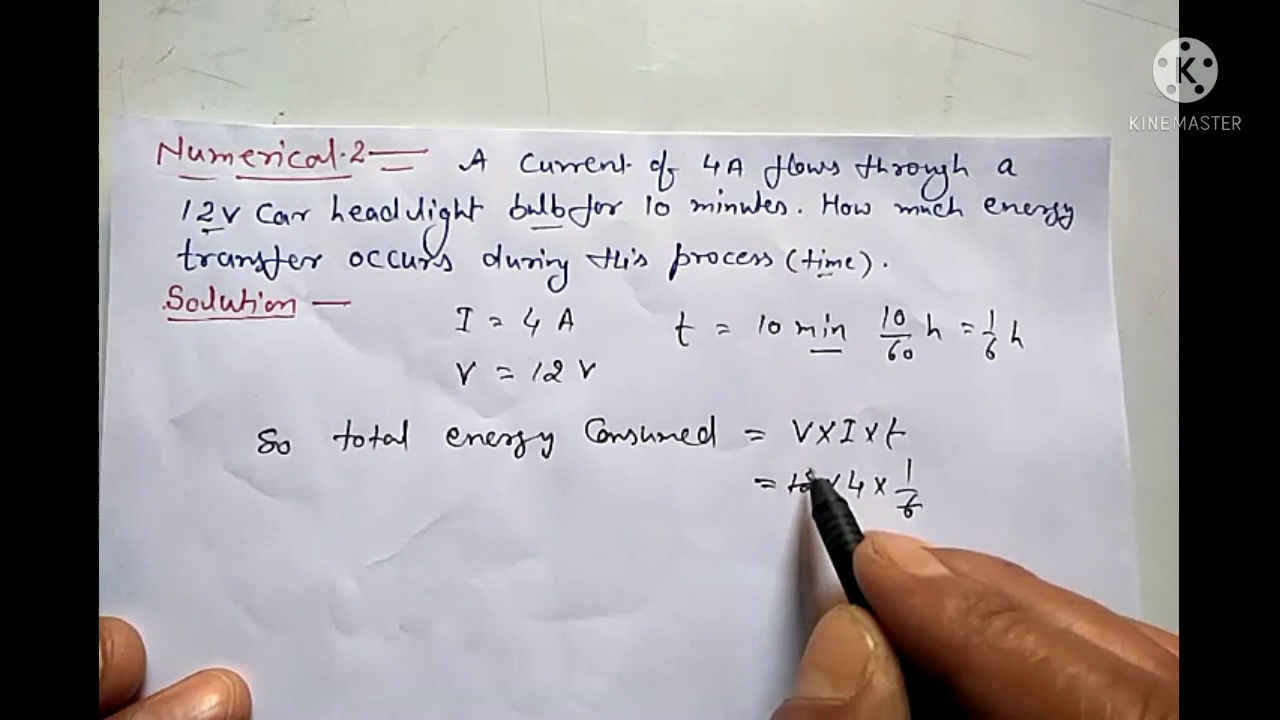 KINEMASTER
Numerical.2 — A Current of 4A flows through a
12V Car headlight bulb for 10 minutes. How much energy
transfer occurs during this process (time).
Solution —
I = 4 A t = 10 min 10/60 h = 1/6 h
V = 12 V
So total energy Consumed = V×I×t
= × 4 × 1/6